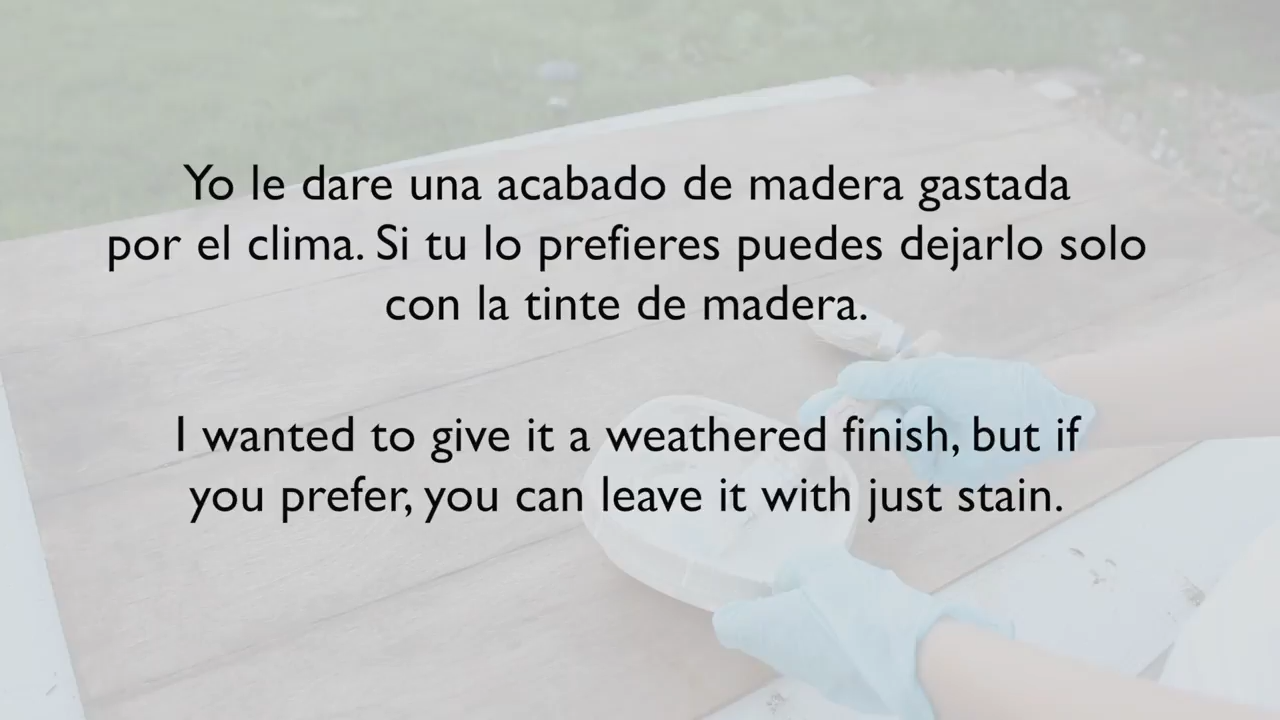 Yo le dare una acabado de madera gastada
por el clima. Si tu lo prefieres puedes dejarlo solo
con la tinte de madera.
I wanted to give it a weathered finish, but if
you prefer, you can leave it with just stain.